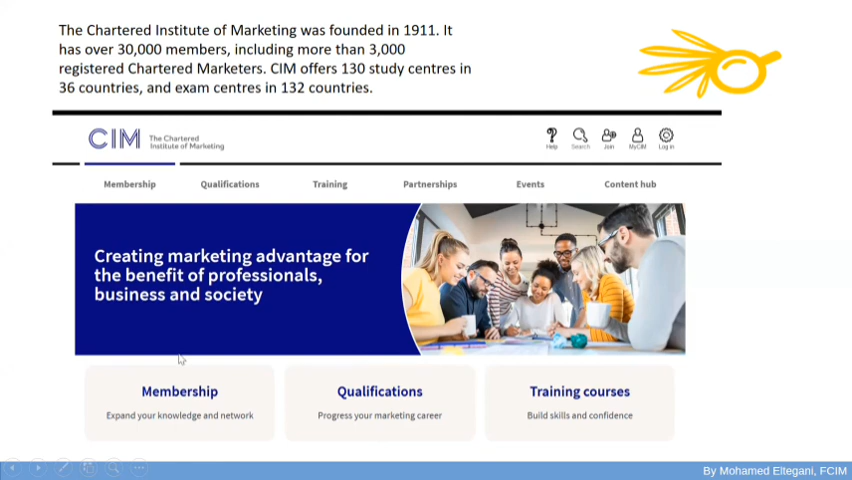 The Chartered Institute of Marketing was founded in 1911. It
has over 30,000 members, including more than 3,000
registered Chartered Marketers. CIM offers 130 study centres in
36 countries, and exam centres in 132 countries.
CIM The Chartered
Institute of Marketing
Help Search Join MyCIM Log in
Membership Qualifications Training Partnerships Events Content hub
Creating marketing advantage for
the benefit of professionals,
business and society
Membership Qualifications Training courses
Expand your knowledge and network Progress your marketing career Build skills and confidence
By Mohamed Eltegani, FCIM